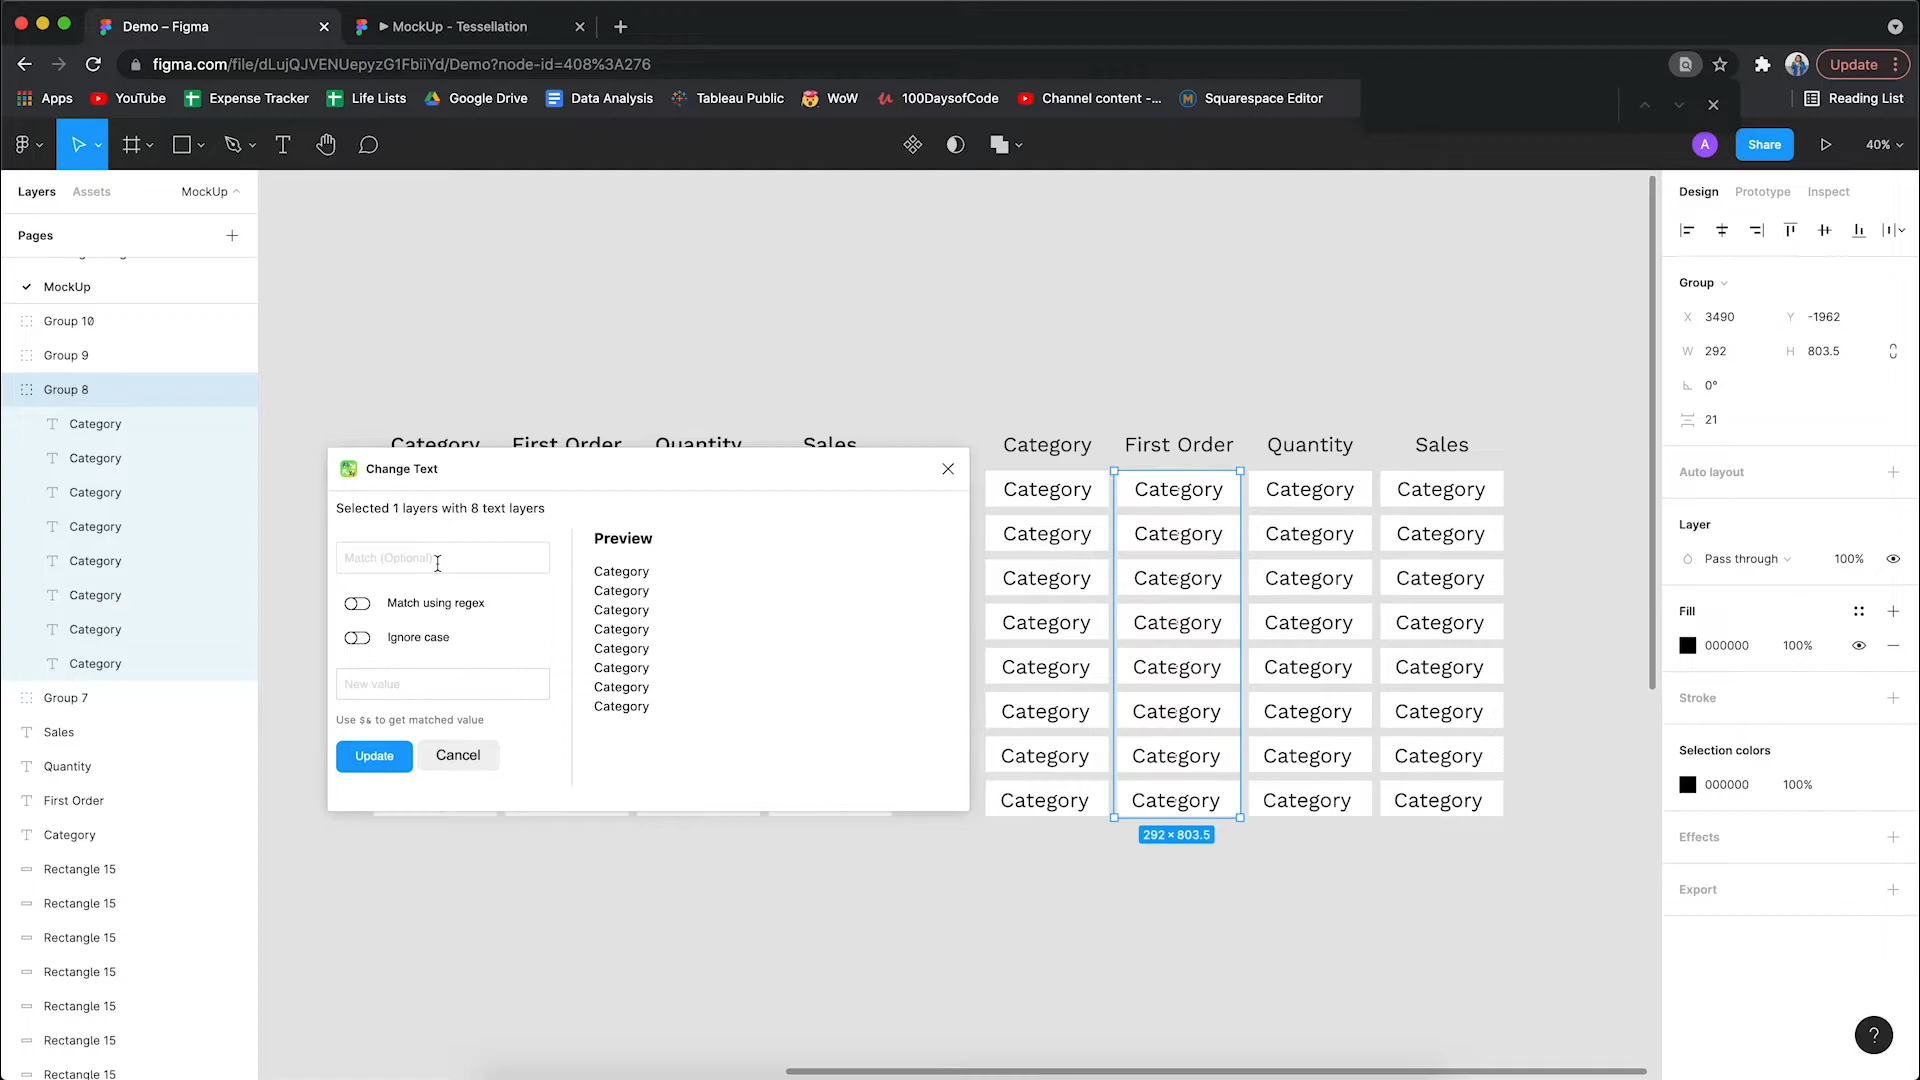 Demo – Figma
MockUp - Tessellation
figma.com/file/dLujQJVENUepyzG1FbiiYd/Demo?node-id=408%3A276
Update
Apps
YouTube
Expense Tracker
Life Lists
Google Drive
Data Analysis
Tableau Public
WoW
100DaysofCode
Channel content -...
Squarespace Editor
Reading List
A
Share
40%
Layers
Assets
MockUp
Pages
MockUp
Group 10
Group 9
Group 8
Category
Category
Category
Category
Category
Category
Category
Category
Group 7
Sales
Quantity
First Order
Category
Rectangle 15
Rectangle 15
Rectangle 15
Rectangle 15
Rectangle 15
Rectangle 15
Rectangle 15
Category First Order Quantity Sales
Change Text
Selected 1 layers with 8 text layers
Match (Optional)
Match using regex
Ignore case
New value
Use $& to get matched value
Update
Cancel
Preview
Category
Category
Category
Category
Category
Category
Category
Category
Category First Order Quantity Sales
Category Category Category Category
Category Category Category Category
Category Category Category Category
Category Category Category Category
Category Category Category Category
Category Category Category Category
Category Category Category Category
Category Category Category Category
292 × 803.5
Design
Prototype
Inspect
Group
X 3490 Y -1962
W 292 H 803.5
0°
21
Auto layout
Layer
Pass through 100%
Fill
000000 100%
Stroke
Selection colors
000000 100%
Effects
Export
?